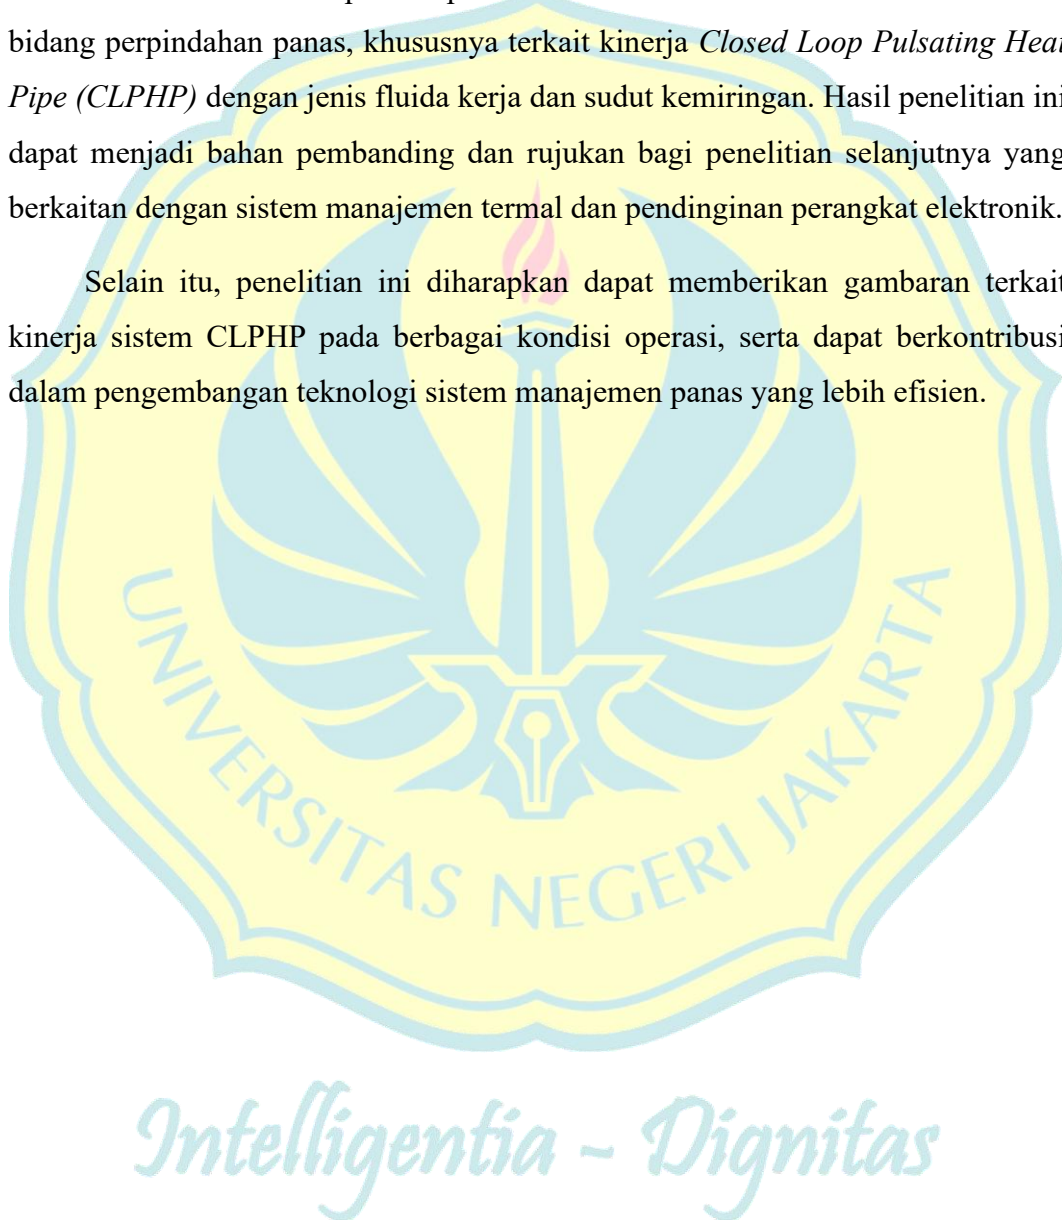 bidang perpindahan panas, khususnya terkait kinerja Closed Loop Pulsating Heat
Pipe (CLPHP) dengan jenis fluida kerja dan sudut kemiringan. Hasil penelitian ini
dapat menjadi bahan pembanding dan rujukan bagi penelitian selanjutnya yang
berkaitan dengan sistem manajemen termal dan pendinginan perangkat elektronik.
Selain itu, penelitian ini diharapkan dapat memberikan gambaran terkait
kinerja sistem CLPHP pada berbagai kondisi operasi, serta dapat berkontribusi
dalam pengembangan teknologi sistem manajemen panas yang lebih efisien.
UNIVERSITAS NEGERI JAKARTA
Intelligentia - Dignitas